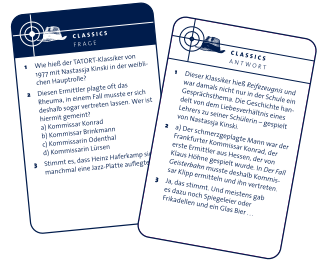 CLASSICS
FRAGE
1 Wie hieß der TATORT-Klassiker von
1977 mit Nastassja Kinski in der weibli-
chen Hauptrolle?
2 Diesen Ermittler plagte oft das
Rheuma, in einem Fall musste er sich
deshalb sogar vertreten lassen. Wer ist
hiermit gemeint?
a) Kommissar Konrad
b) Kommissar Brinkmann
c) Kommissarin Odenthal
d) Kommissarin Lürsen
3 Stimmt es, dass Heinz Haferkamp
manchmal eine Jazz-Platte auflegte
CLASSICS
ANTWORT
1 Dieser Klassiker hieß Reifezeugnis und
war damals nicht nur in der Schule ein
Gesprächsthema. Die Geschichte han-
delt von dem Liebesverhältnis eines
Lehrers zu seiner Schülerin – gespielt
von Nastassja Kinski.
2 a) Der schmerzgeplagte Mann war der
Frankfurter Kommissar Konrad, der
erste Ermittler aus Hessen, der von
Klaus Höhne gespielt wurde. In Der Fall
Geisterbahn musste deshalb Kommis-
sar Klipp ermitteln und ihn vertreten.
3 Ja, das stimmt. Und meistens gab
es dazu noch Spiegeleier oder
Frikadellen und ein Glas Bier ...